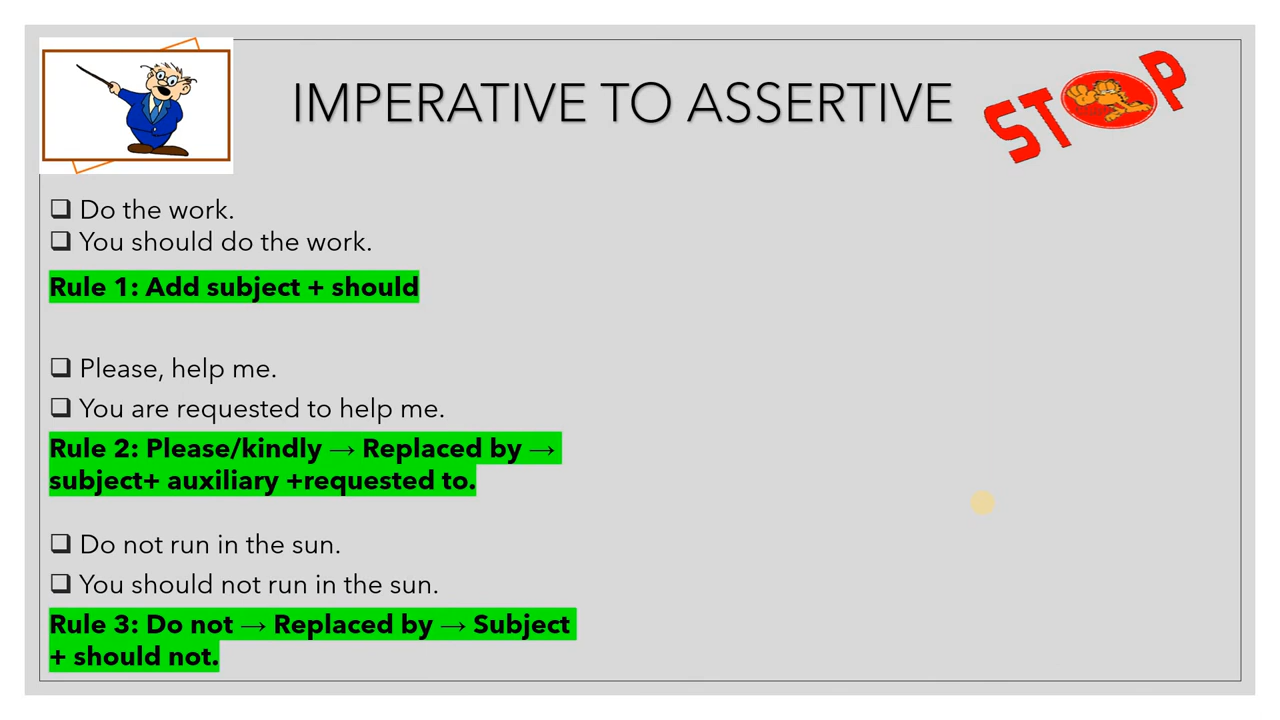 IMPERATIVE TO ASSERTIVE
STOP
❑ Do the work.
❑ You should do the work.
Rule 1: Add subject + should
❑ Please, help me.
❑ You are requested to help me.
Rule 2: Please/kindly → Replaced by →
subject+ auxiliary +requested to.
❑ Do not run in the sun.
❑ You should not run in the sun.
Rule 3: Do not → Replaced by → Subject
+ should not.